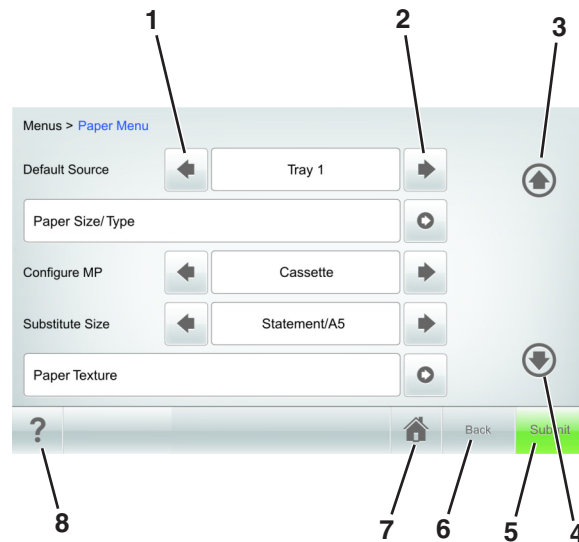 1 2 3
Menus > Paper Menu
Default Source Tray 1
Paper Size/Type
Configure MP Cassette
Substitute Size Statement/A5
Paper Texture
? Back Submit
8 7 6 5 4